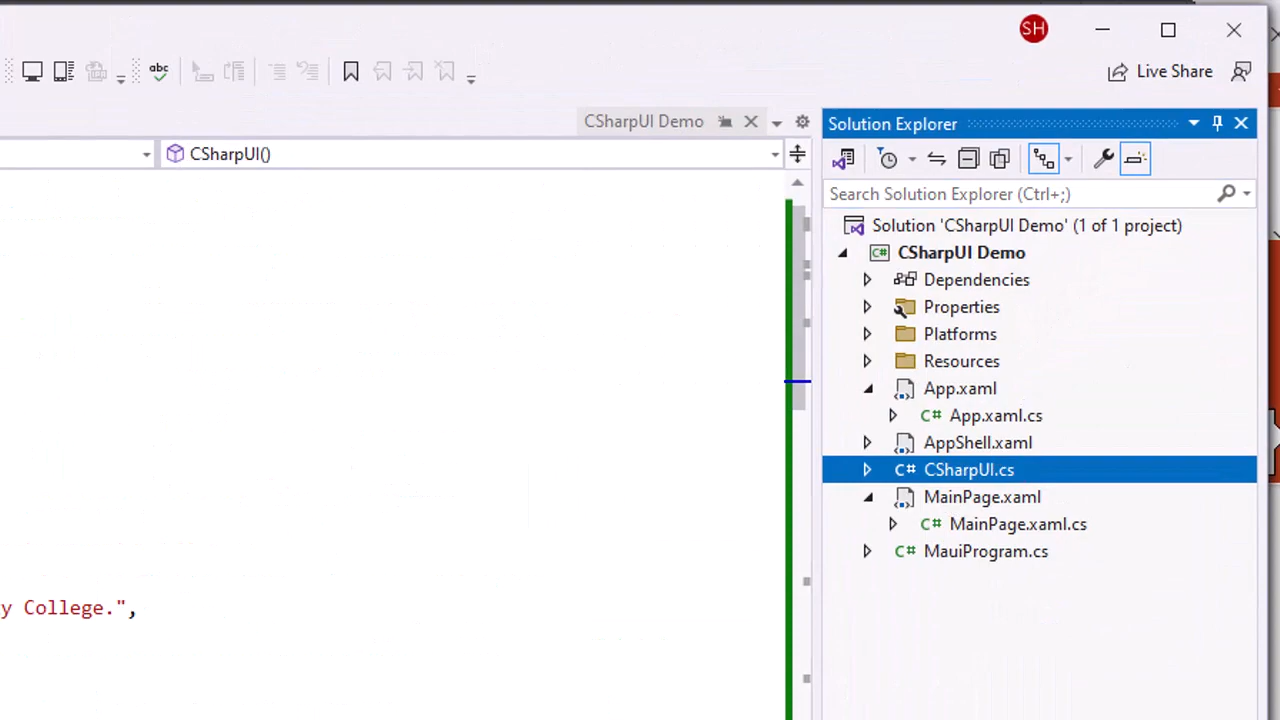 SH
Live Share
abc
CSharpUI Demo
CSharpUI()
y College.",
Solution Explorer
Search Solution Explorer (Ctrl+;)
Solution 'CSharpUI Demo' (1 of 1 project)
CSharpUI Demo
Dependencies
Properties
Platforms
Resources
App.xaml
C# App.xaml.cs
AppShell.xaml
C# CSharpUI.cs
MainPage.xaml
C# MainPage.xaml.cs
C# MauiProgram.cs